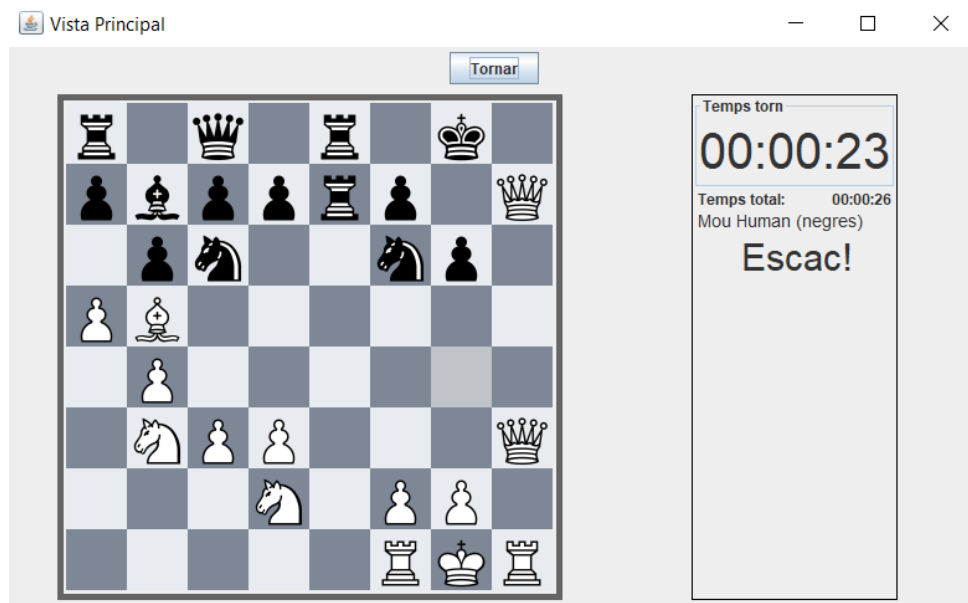 Vista Principal
Tornar
Temps torn
00:00:23
Temps total: 00:00:26
Mou Human (negres)
Escac!